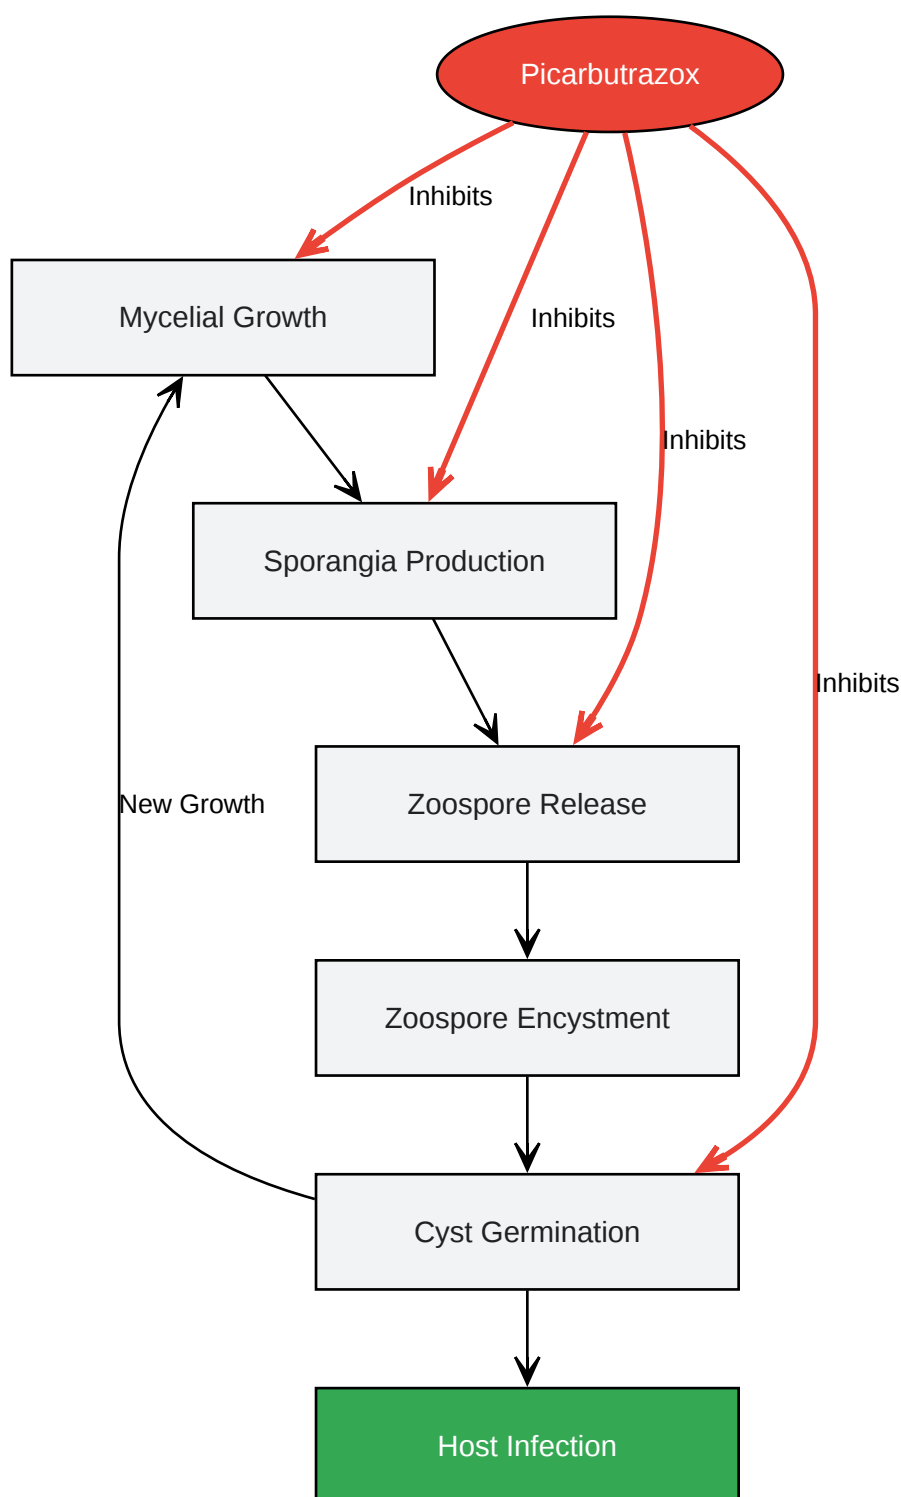 Picarbutrazox
Inhibits
Mycelial Growth
Inhibits
Inhibits
Sporangia Production
Inhibits
New Growth
Zoospore Release
Zoospore Encystment
Cyst Germination
Host Infection